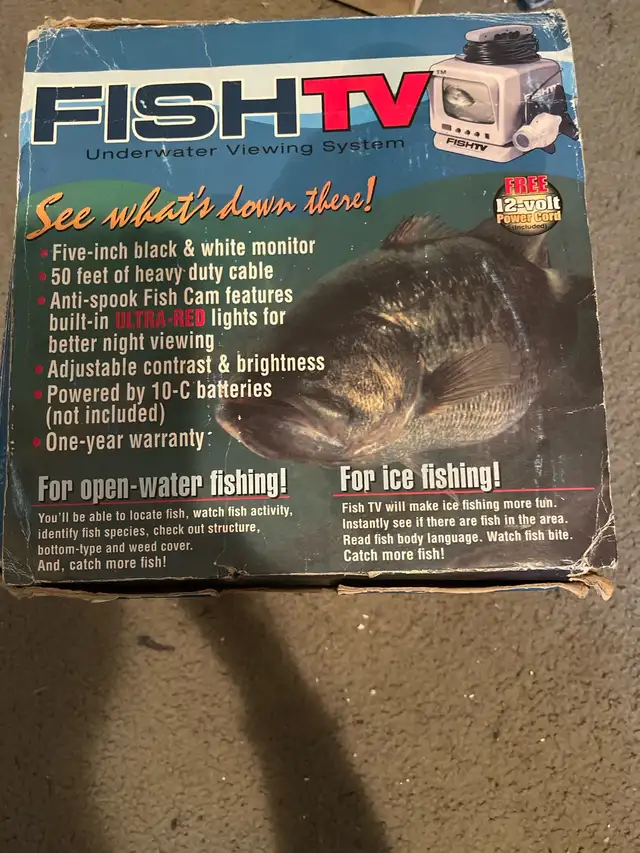 FISHTV™
Underwater Viewing System
FISHTV
See what's down there!
FREE
12-volt
Power Cord
(included)
• Five-inch black & white monitor
• 50 feet of heavy duty cable
• Anti-spook Fish Cam features
built-in ULTRA-RED lights for
better night viewing
• Adjustable contrast & brightness
• Powered by 10-C batteries
(not included)
• One-year warranty
For open-water fishing!
You'll be able to locate fish, watch fish activity,
identify fish species, check out structure,
bottom-type and weed cover.
And, catch more fish!
For ice fishing!
Fish TV will make ice fishing more fun.
Instantly see if there are fish in the area.
Read fish body language. Watch fish bite.
Catch more fish!